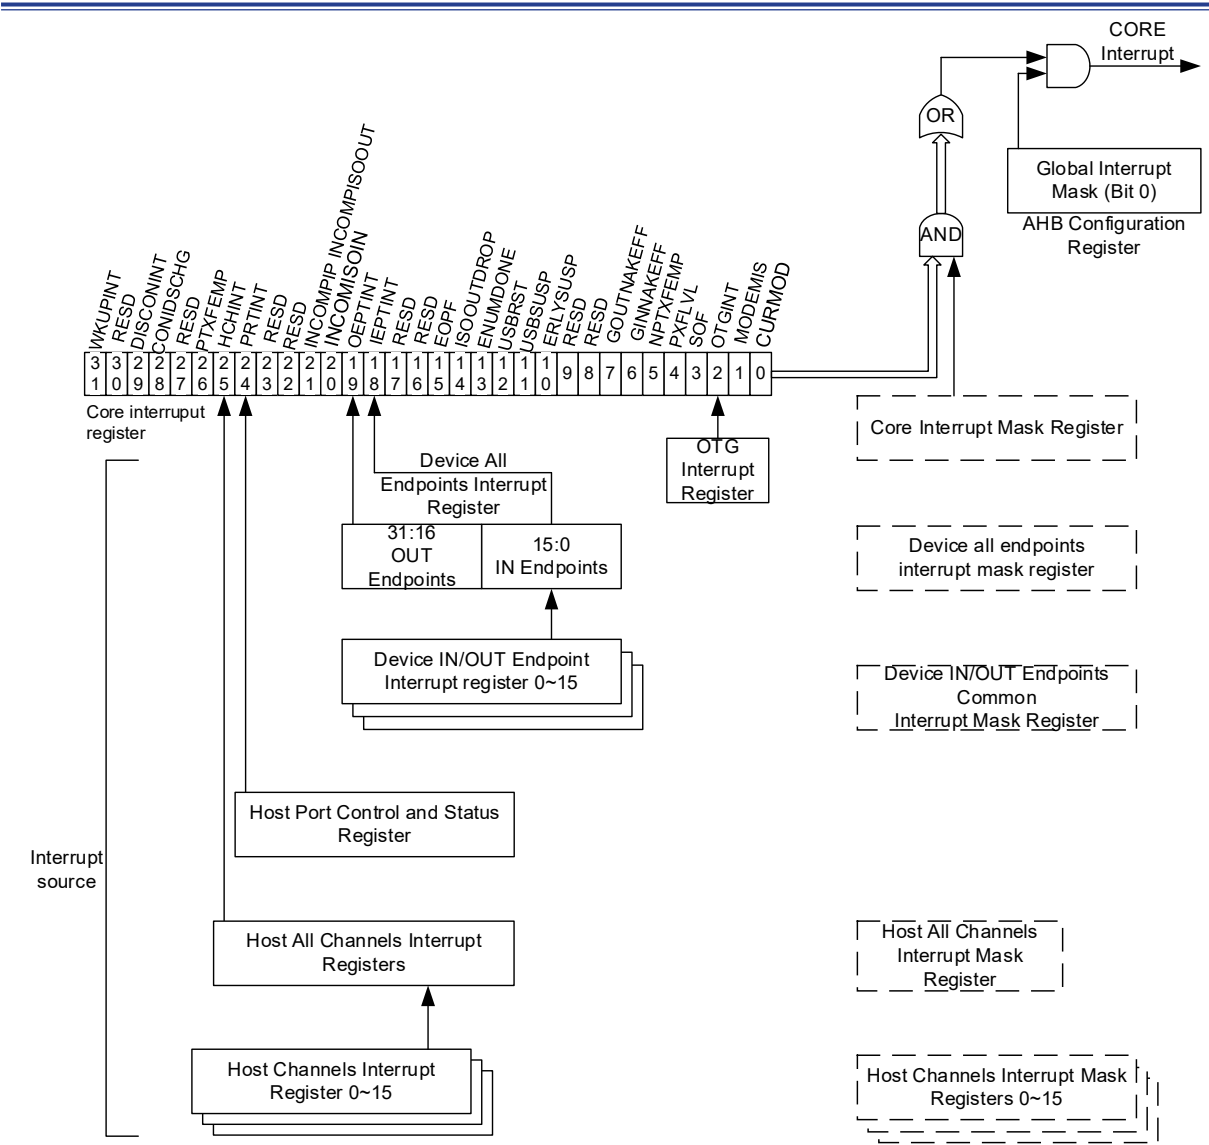 CORE
Interrupt
OR
Global Interrupt
Mask (Bit 0)
AHB Configuration
Register
AND
WKUPINT
RESD
DISCONINT
CONIDSCHG
RESD
PTXFEMP
HCHINT
PRTINT
RESD
RESD
INCOMPIP INCOMPISOOUT
INCOMISOIN
OEPTINT
IEPTINT
RESD
RESD
EOPF
ISOOUTDROP
ENUMDONE
USBRST
USBSUSP
ERLYSUSP
RESD
RESD
GOUTNAKEFF
GINNAKEFF
NPTXFEMP
PXFLVL
SOF
OTGINT
MODEMIS
CURMOD
31 30 29 28 27 26 25 24 23 22 21 20 19 18 17 16 15 14 13 12 11 10 9 8 7 6 5 4 3 2 1 0
Core interruput
register
Core Interrupt Mask Register
OTG
Interrupt
Register
Device All
Endpoints Interrupt
Register
31:16
OUT
Endpoints
15:0
IN Endpoints
Device all endpoints
interrupt mask register
Device IN/OUT Endpoint
Interrupt register 0~15
Device IN/OUT Endpoints
Common
Interrupt Mask Register
Host Port Control and Status
Register
Interrupt
source
Host All Channels Interrupt
Registers
Host All Channels
Interrupt Mask
Register
Host Channels Interrupt
Register 0~15
Host Channels Interrupt Mask
Registers 0~15